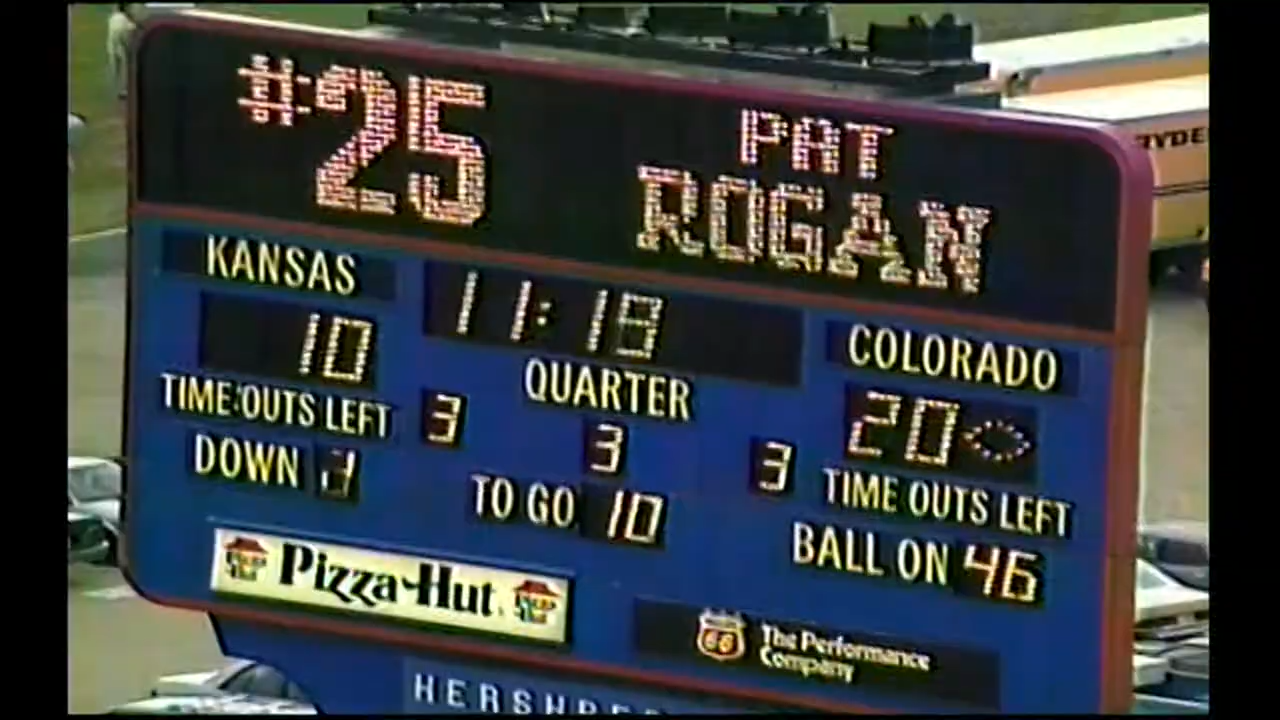 #25
PAT
ROGAN
KANSAS
10
11:18
COLORADO
20
QUARTER
3
TIME OUTS LEFT 3
3 TIME OUTS LEFT
DOWN
TO GO 10
BALL ON 46
Pizza Hut
66
The Performance
Company